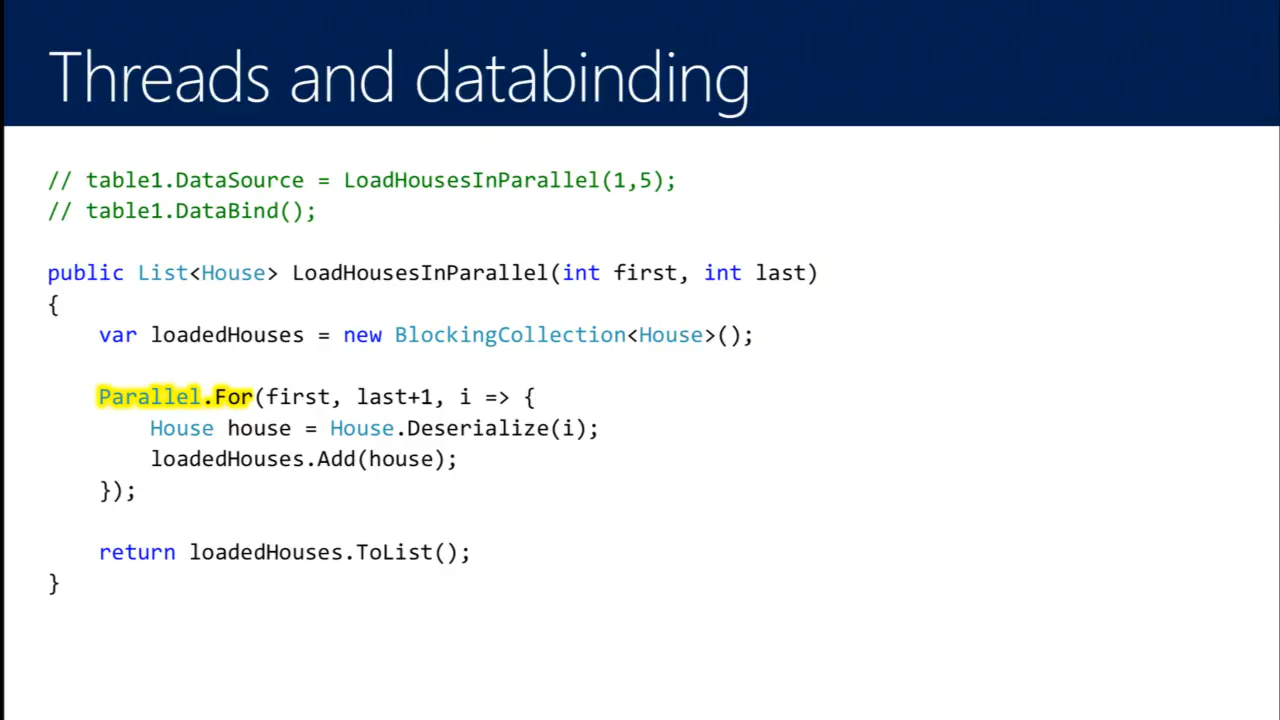 Threads and databinding
// table1.DataSource = LoadHousesInParallel(1,5);
// table1.DataBind();
public List<House> LoadHousesInParallel(int first, int last)
{
var loadedHouses = new BlockingCollection<House>();
Parallel.For(first, last+1, i => {
House house = House.Deserialize(i);
loadedHouses.Add(house);
});
return loadedHouses.ToList();
}